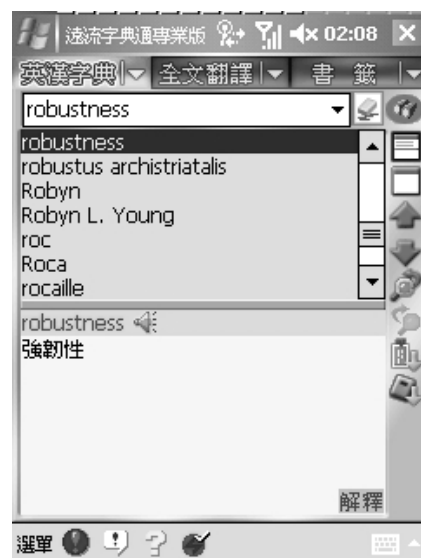 遠流字典通專業版 02:08
英漢字典 全文翻譯 書籤
robustness
robustness
robustus archistriatalis
Robyn
Robyn L. Young
roc
Roca
rocaille
robustness
強韌性
解釋
選單